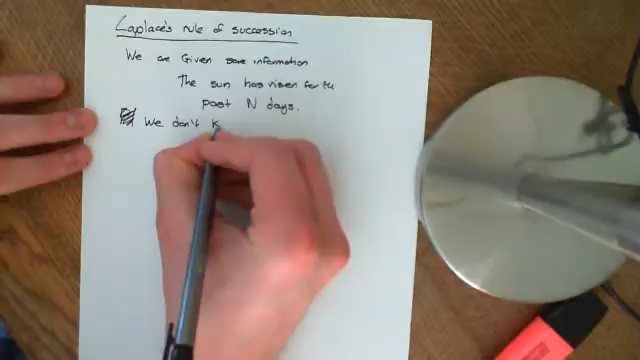 Laplace's rule of succession
We are Given some information
The sun has risen for the
past N days.
We don't k